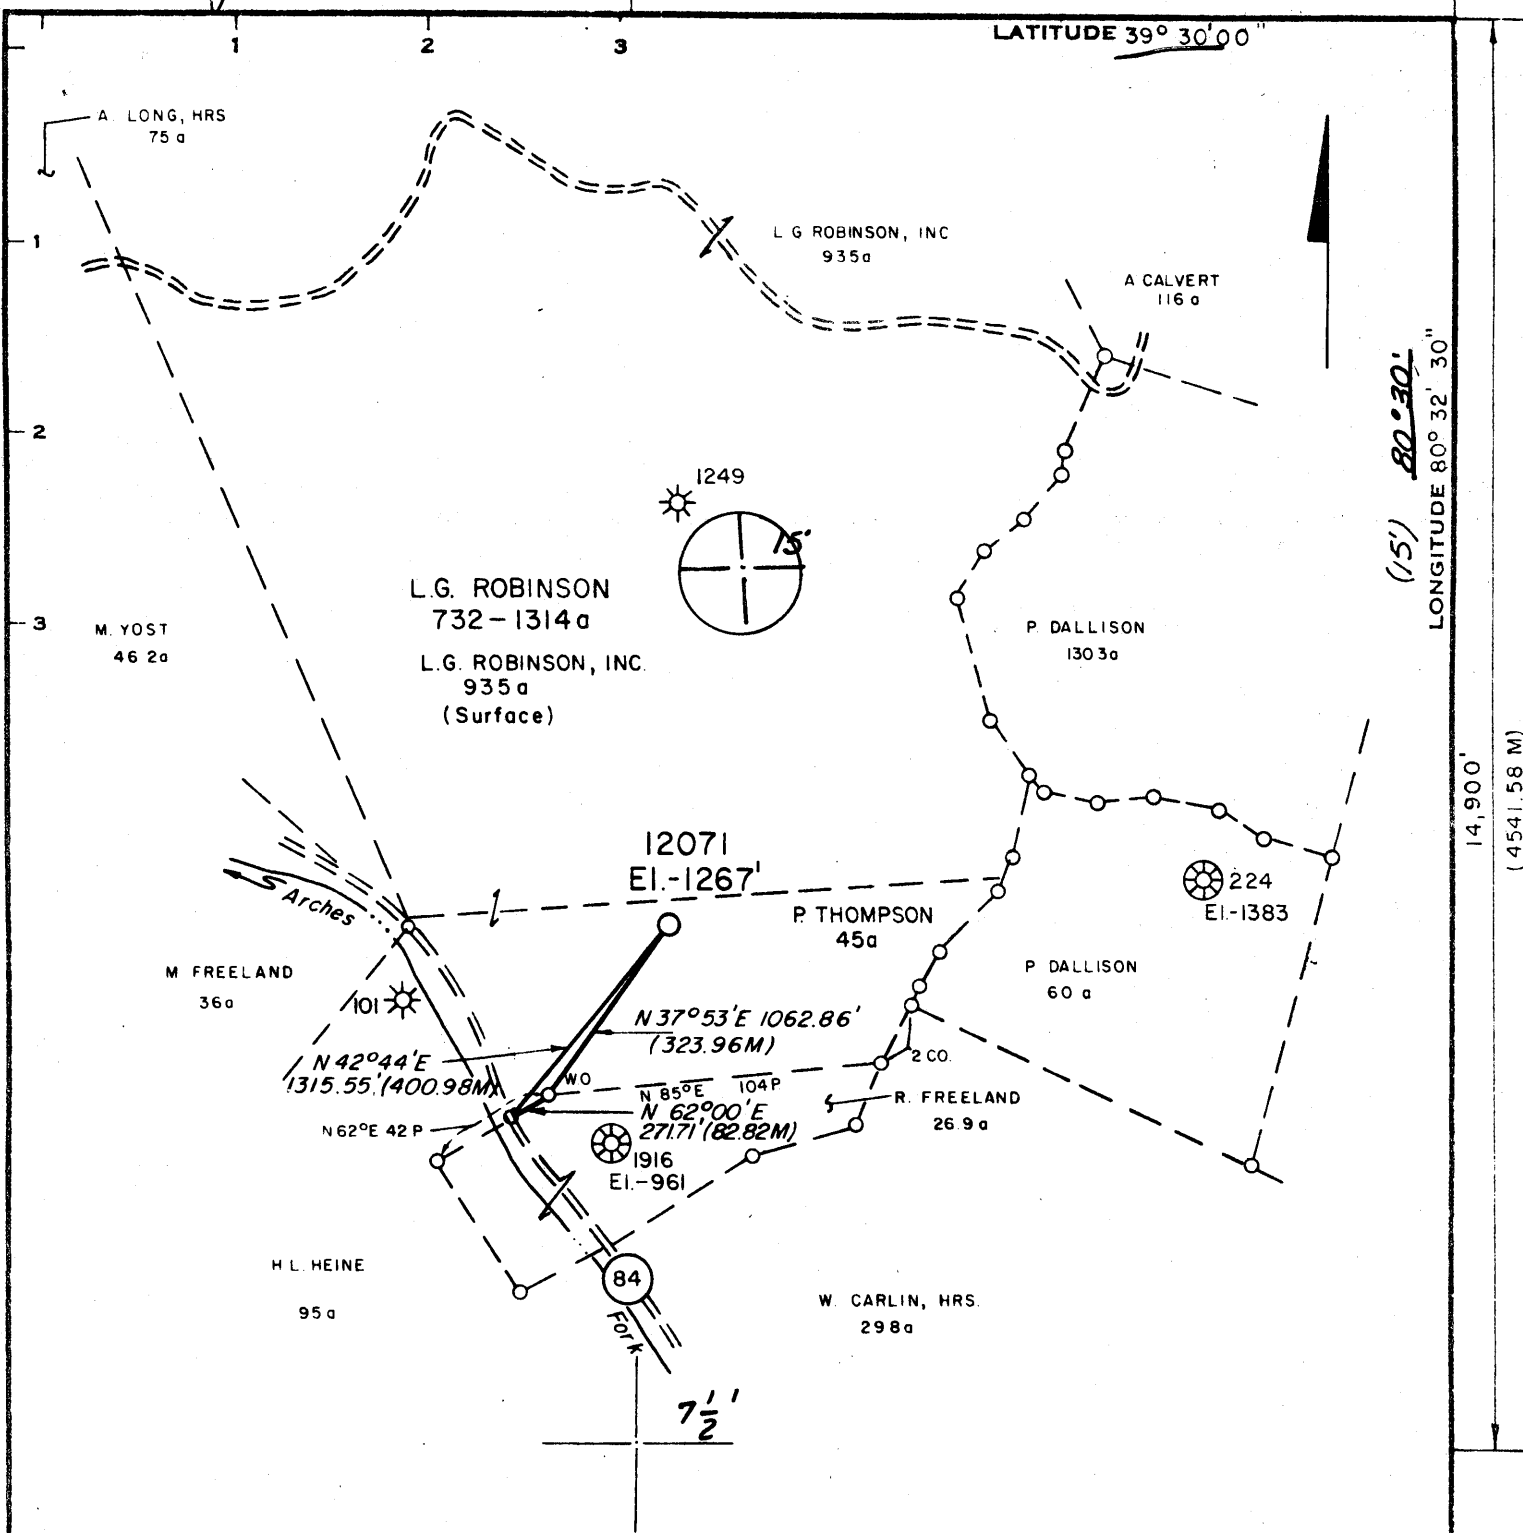 1 2 3
LATITUDE 39° 30'00"
A. LONG, HRS
75 a
1
L G ROBINSON, INC
935a
A CALVERT
116 a
2
(15') 80°30'
LONGITUDE 80° 32' 30"
1249
15'
L.G. ROBINSON
732-1314a
L.G. ROBINSON, INC.
935a
(Surface)
3
M. YOST
46 2a
P. DALLISON
130 3a
14,900'
(4541.58 M)
12071
El.-1267'
Arches
P. THOMPSON
45a
224
El.-1383
M FREELAND
36a
101
P DALLISON
60 a
N 37°53'E 1062.86'
(323.96M)
N 42°44'E
1315.55'(400.98M)
WO
N 85°E 104P
2 CO.
N 62°00'E
271.71'(82.82M)
R. FREELAND
26.9a
N62°E 42 P
1916
El.-961
H L. HEINE
95a
84
Fork
W. CARLIN, HRS.
298a
7 1/2'